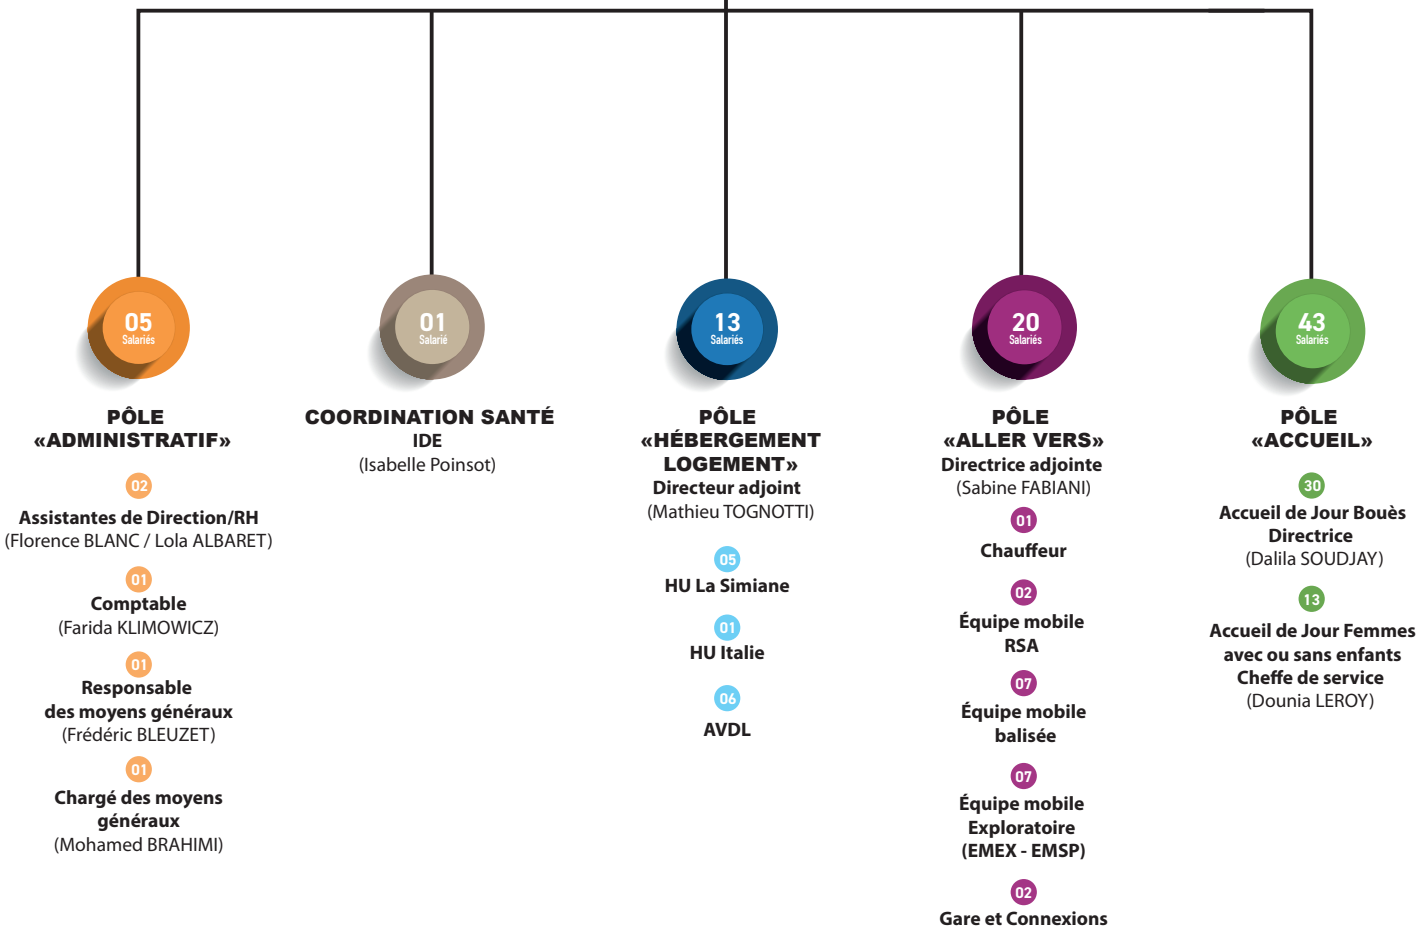 05
Salariés
PÔLE
«ADMINISTRATIF»
02
Assistantes de Direction/RH
(Florence BLANC / Lola ALBARET)
01
Comptable
(Farida KLIMOWICZ)
01
Responsable
des moyens généraux
(Frédéric BLEUZET)
01
Chargé des moyens
généraux
(Mohamed BRAHIMI)
01
Salarié
COORDINATION SANTÉ
IDE
(Isabelle Poinsot)
13
Salariés
PÔLE
«HÉBERGEMENT
LOGEMENT»
Directeur adjoint
(Mathieu TOGNOTTI)
05
HU La Simiane
01
HU Italie
06
AVDL
20
Salariés
PÔLE
«ALLER VERS»
Directrice adjointe
(Sabine FABIANI)
01
Chauffeur
02
Équipe mobile
RSA
07
Équipe mobile
balisée
07
Équipe mobile
Exploratoire
(EMEX - EMSP)
02
Gare et Connexions
43
Salariés
PÔLE
«ACCUEIL»
30
Accueil de Jour Bouès
Directrice
(Dalila SOUDJAY)
13
Accueil de Jour Femmes
avec ou sans enfants
Cheffe de service
(Dounia LEROY)